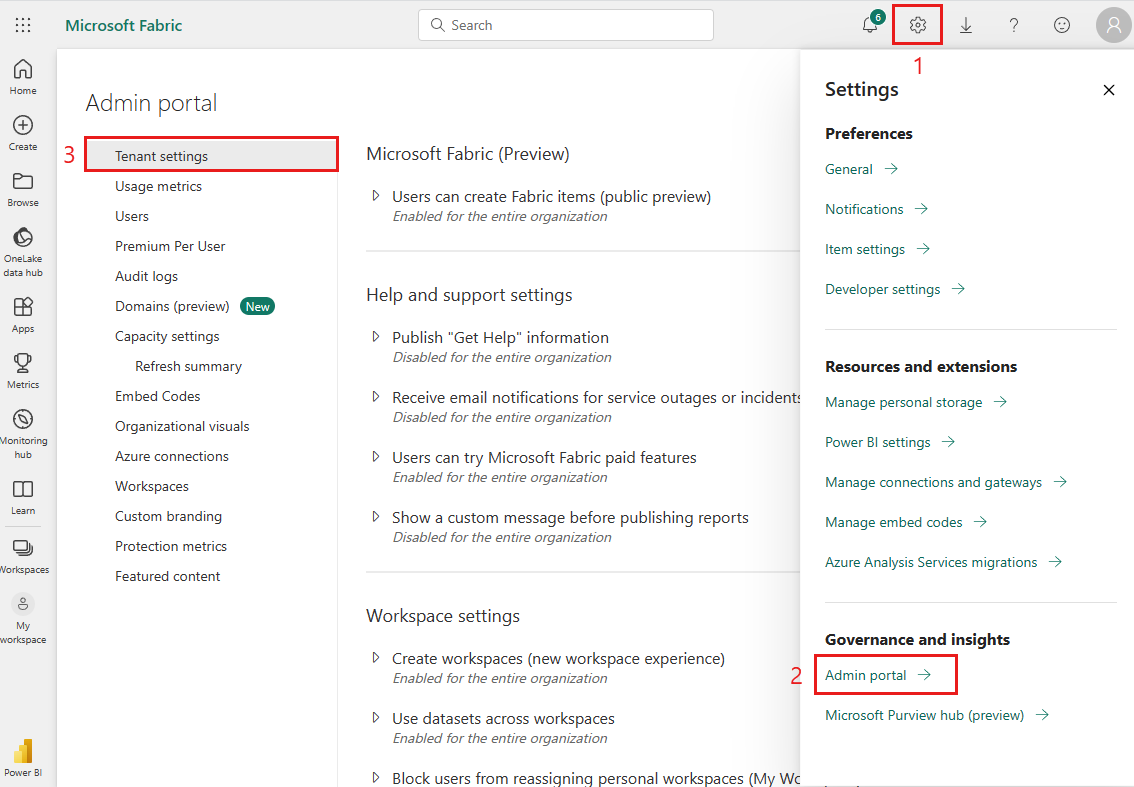 Microsoft Fabric
Search
6
1
Home
Create
Browse
OneLake
data hub
Apps
Metrics
Monitoring
hub
Learn
Workspaces
My
workspace
Power BI
Admin portal
3
Tenant settings
Usage metrics
Users
Premium Per User
Audit logs
Domains (preview) New
Capacity settings
Refresh summary
Embed Codes
Organizational visuals
Azure connections
Workspaces
Custom branding
Protection metrics
Featured content
Microsoft Fabric (Preview)
Users can create Fabric items (public preview)
Enabled for the entire organization
Help and support settings
Publish "Get Help" information
Disabled for the entire organization
Receive email notifications for service outages or incidents
Disabled for the entire organization
Users can try Microsoft Fabric paid features
Enabled for the entire organization
Show a custom message before publishing reports
Disabled for the entire organization
Workspace settings
Create workspaces (new workspace experience)
Enabled for the entire organization
Use datasets across workspaces
Enabled for the entire organization
Block users from reassigning personal workspaces (My Wo
Settings
Preferences
General
Notifications
Item settings
Developer settings
Resources and extensions
Manage personal storage
Power BI settings
Manage connections and gateways
Manage embed codes
Azure Analysis Services migrations
Governance and insights
2
Admin portal
Microsoft Purview hub (preview)